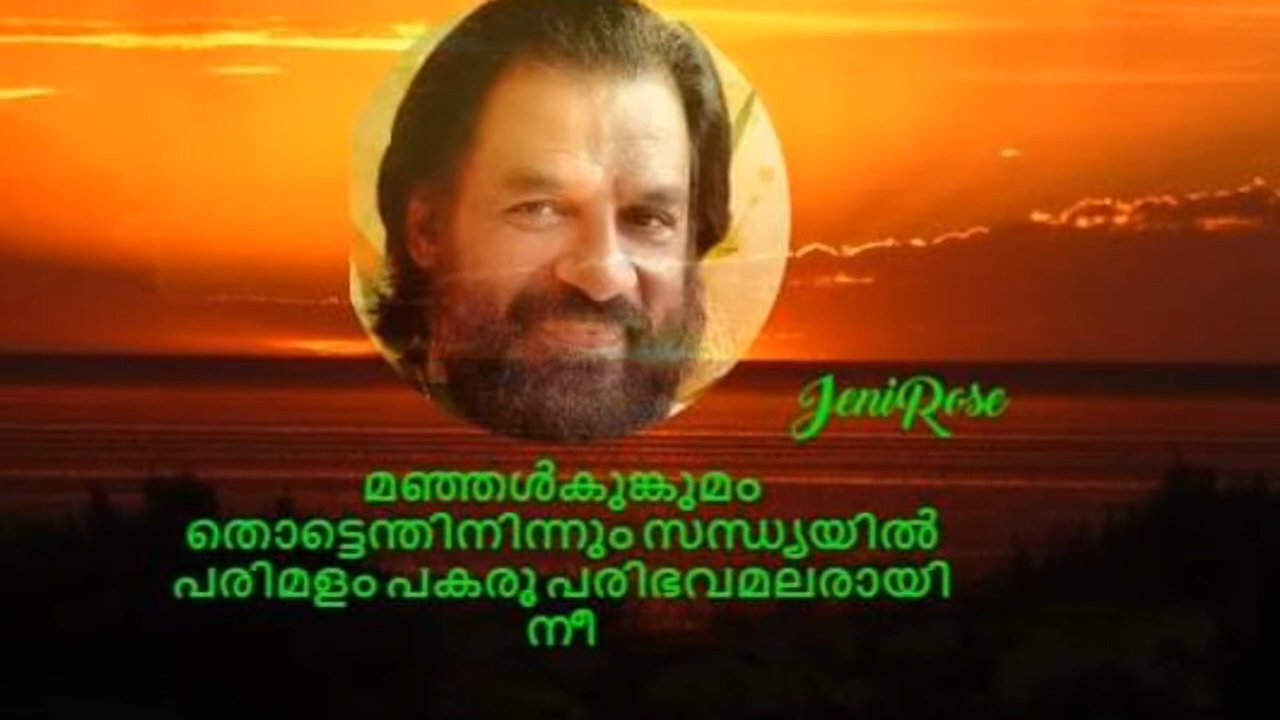 JeniRose
മഞ്ഞൾകുങ്കുമം
തൊട്ടെന്തിനിന്നും സന്ധ്യയിൽ
പരിമളം പകരൂ പരിഭവമലരായി
നീ